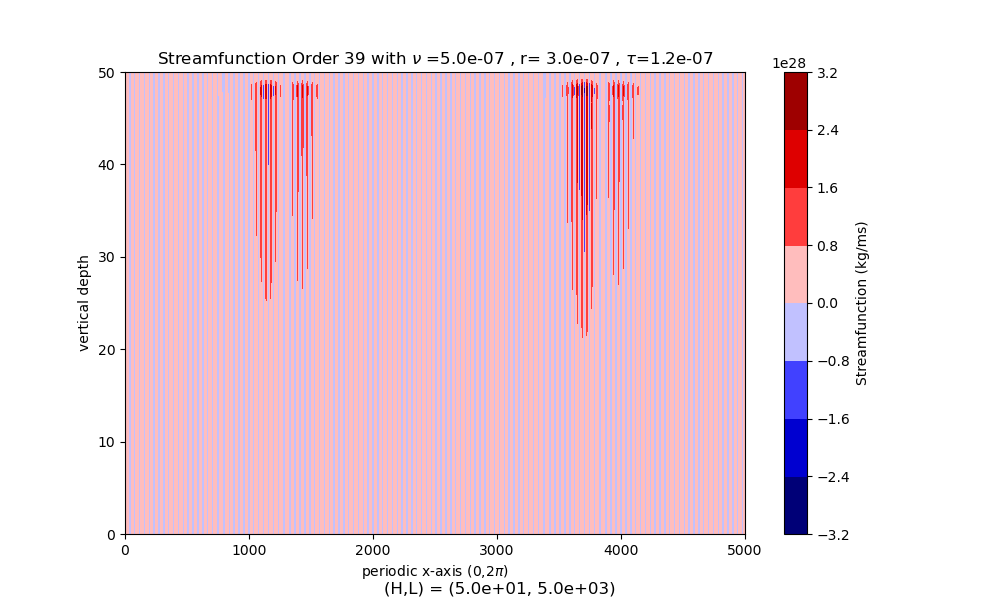 Streamfunction Order 39 with ν =5.0e-07 , r= 3.0e-07 , τ=1.2e-07
1e28
50
40
30
20
10
0
vertical depth
0 1000 2000 3000 4000 5000
periodic x-axis (0,2π)
(H,L) = (5.0e+01, 5.0e+03)
3.2
2.4
1.6
0.8
0.0
−0.8
−1.6
−2.4
−3.2
Streamfunction (kg/ms)